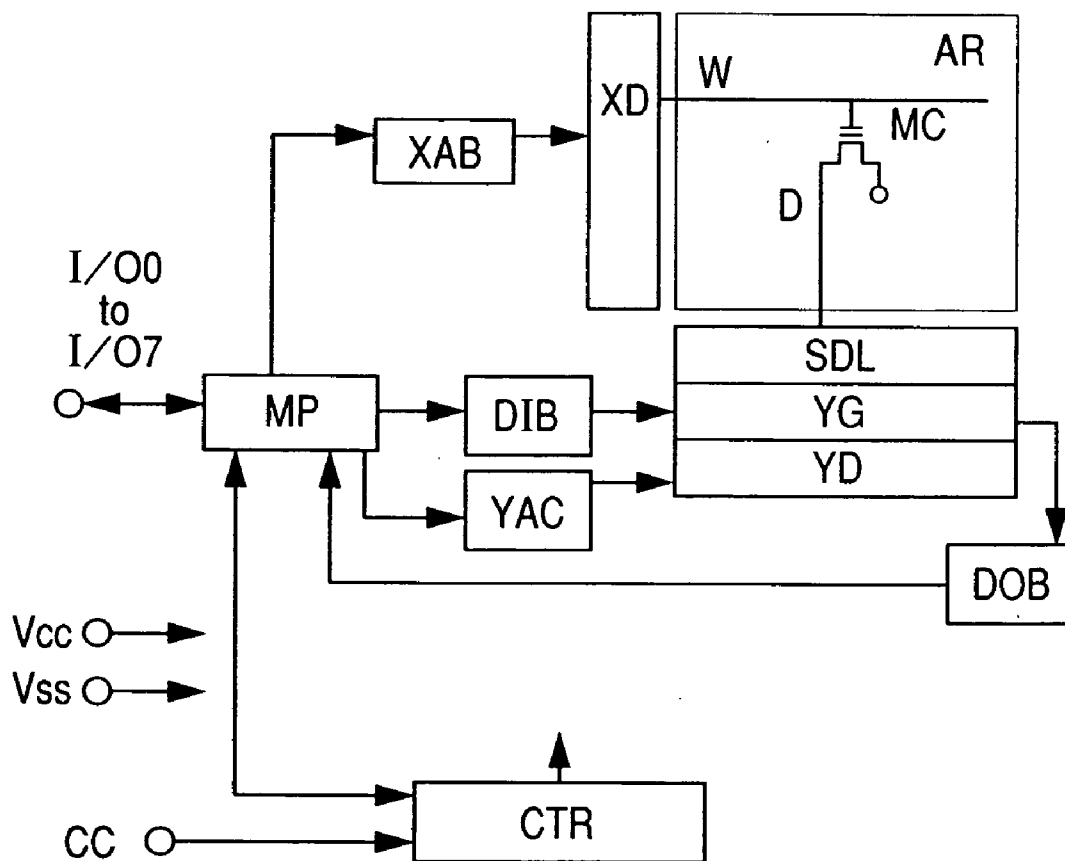 AR
W
XD
MC
XAB
D
I/O0
to
I/O7
SDL
MP
DIB
YG
YD
YAC
DOB
Vcc
Vss
CTR
CC